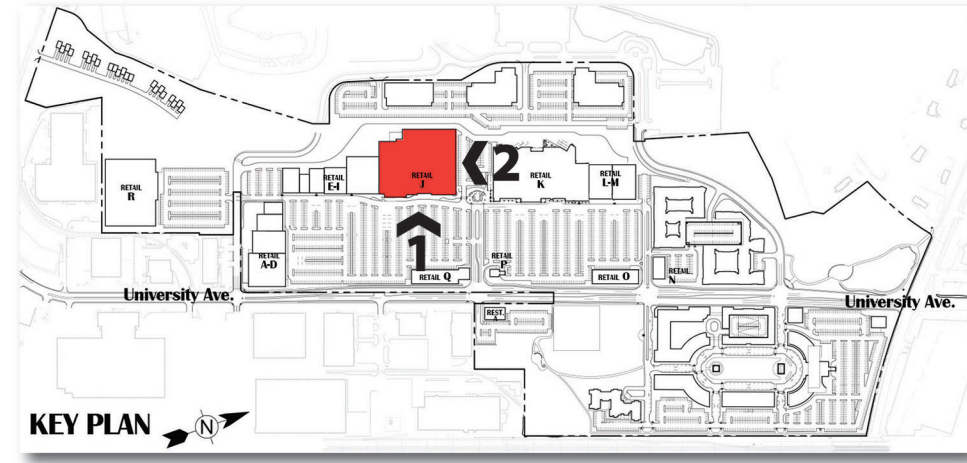 RETAIL
R
RETAIL
E-I
RETAIL
J
2
RETAIL
K
RETAIL
L-M
1
RETAIL
A-D
RETAIL Q
RETAIL
P
RETAIL O
RETAIL
N
University Ave.
University Ave.
REST.
A
KEY PLAN
N